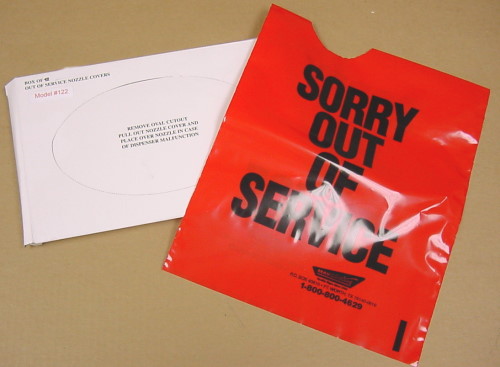 BOX OF 10
OUT OF SERVICE NOZZLE COVERS
Model #122
REMOVE OVAL CUTOUT
PULL OUT NOZZLE COVER AND
PLACE OVER NOZZLE IN CASE
OF DISPENSER MALFUNCTION
SORRY
OUT
OF
SERVICE
P.O. BOX
1-800-800-4629